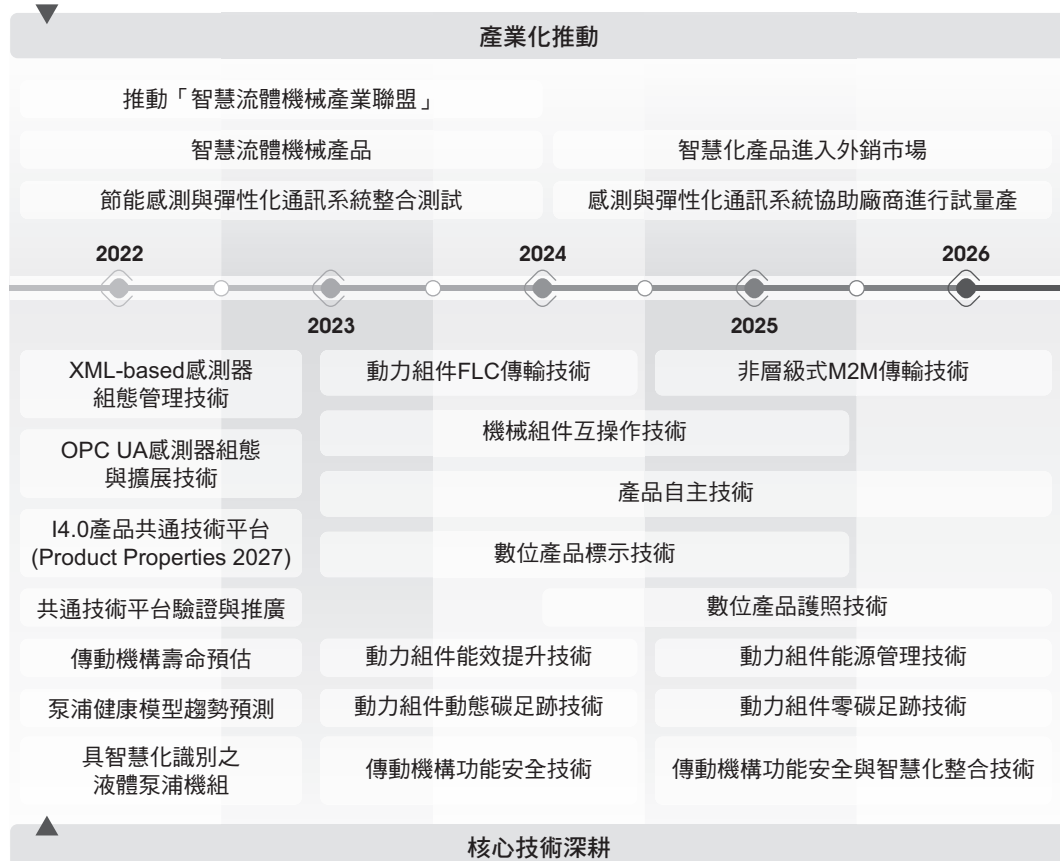 產業化推動
推動「智慧流體機械產業聯盟」
智慧流體機械產品
智慧化產品進入外銷市場
節能感測與彈性化通訊系統整合測試
感測與彈性化通訊系統協助廠商進行試量產
2022
2024
2026
2023
2025
XML-based感測器
組態管理技術
動力組件FLC傳輸技術
非層級式M2M傳輸技術
機械組件互操作技術
OPC UA感測器組態
與擴展技術
產品自主技術
I4.0產品共通技術平台
(Product Properties 2027)
數位產品標示技術
共通技術平台驗證與推廣
數位產品護照技術
傳動機構壽命預估
動力組件能效提升技術
動力組件能源管理技術
泵浦健康模型趨勢預測
動力組件動態碳足跡技術
動力組件零碳足跡技術
具智慧化識別之
液體泵浦機組
傳動機構功能安全技術
傳動機構功能安全與智慧化整合技術
核心技術深耕